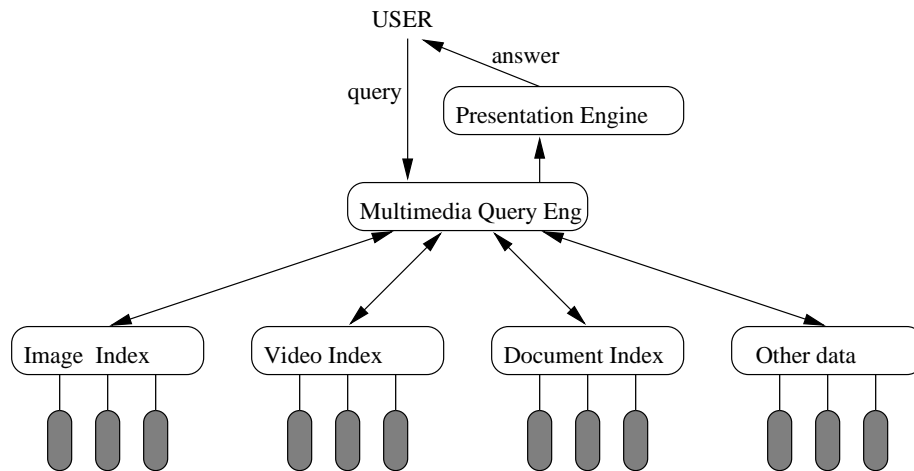 USER
answer
query
Presentation Engine
Multimedia Query Eng
Image Index
Video Index
Document Index
Other data